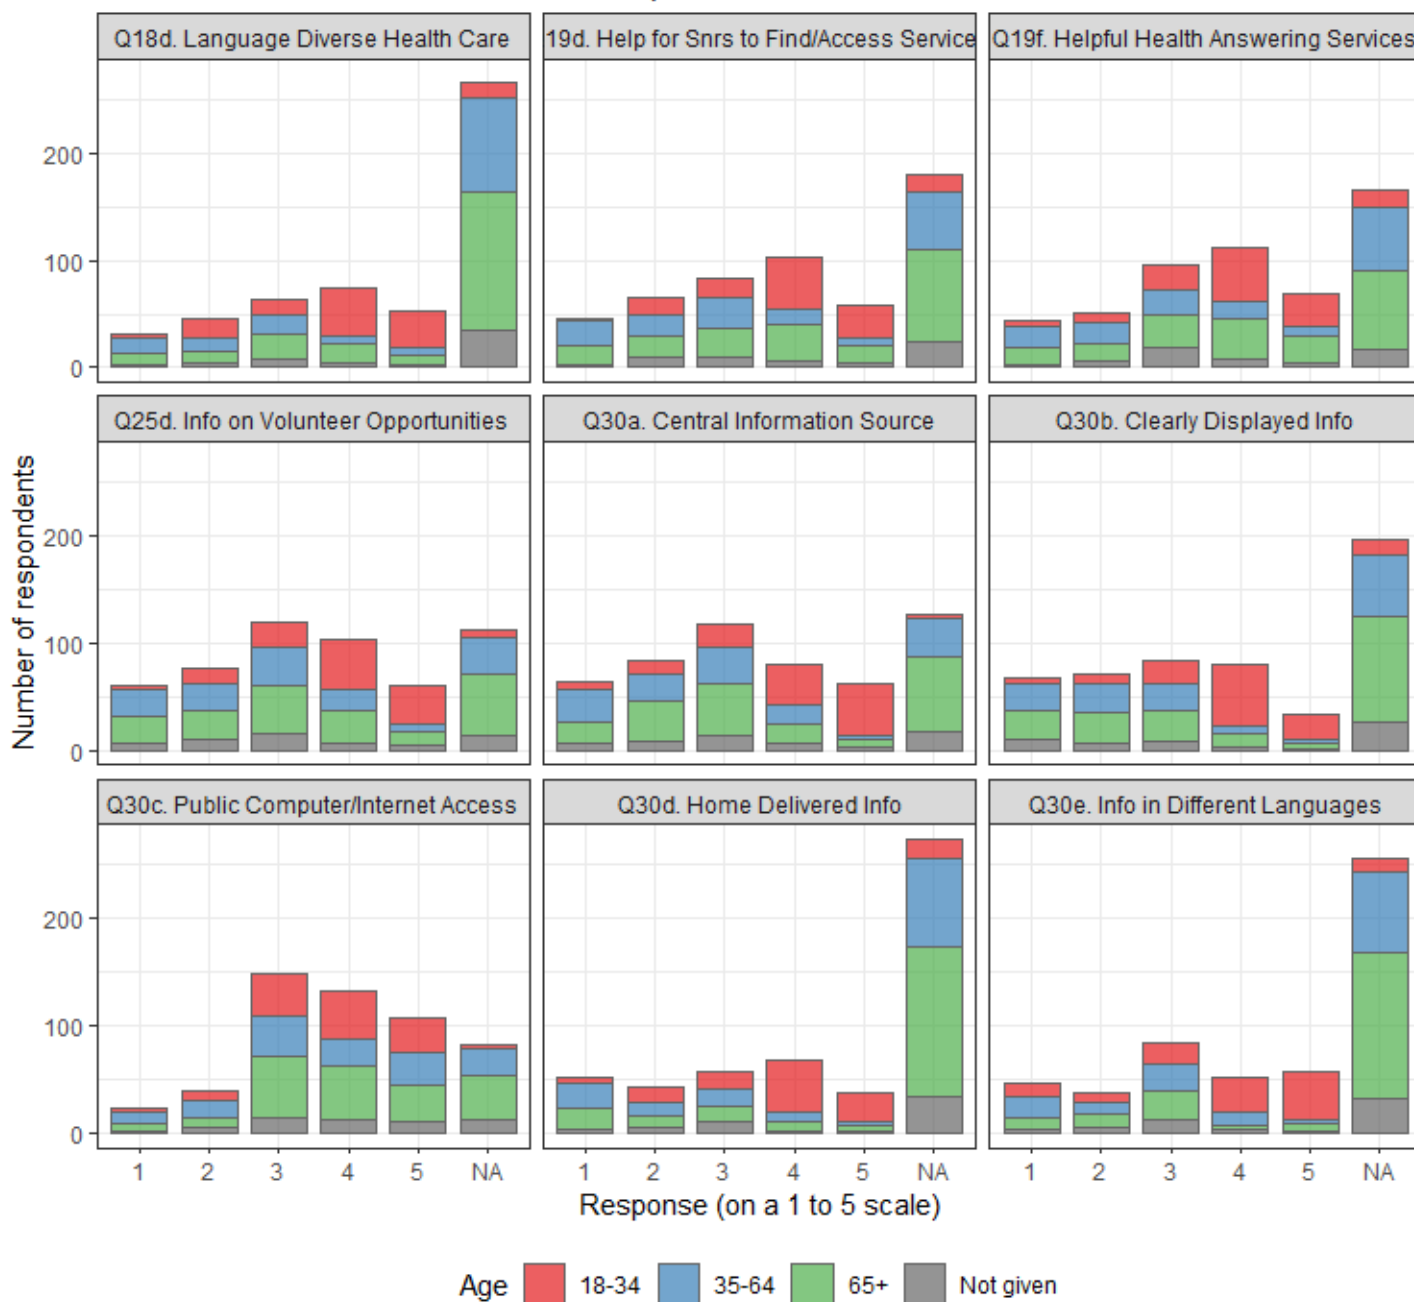 Q18d. Language Diverse Health Care
19d. Help for Snrs to Find/Access Service
Q19f. Helpful Health Answering Services
200
100
0
Q25d. Info on Volunteer Opportunities
Q30a. Central Information Source
Q30b. Clearly Displayed Info
200
100
0
Number of respondents
Q30c. Public Computer/Internet Access
Q30d. Home Delivered Info
Q30e. Info in Different Languages
200
100
0
1 2 3 4 5 NA
1 2 3 4 5 NA
1 2 3 4 5 NA
Response (on a 1 to 5 scale)
Age 18-34 35-64 65+ Not given